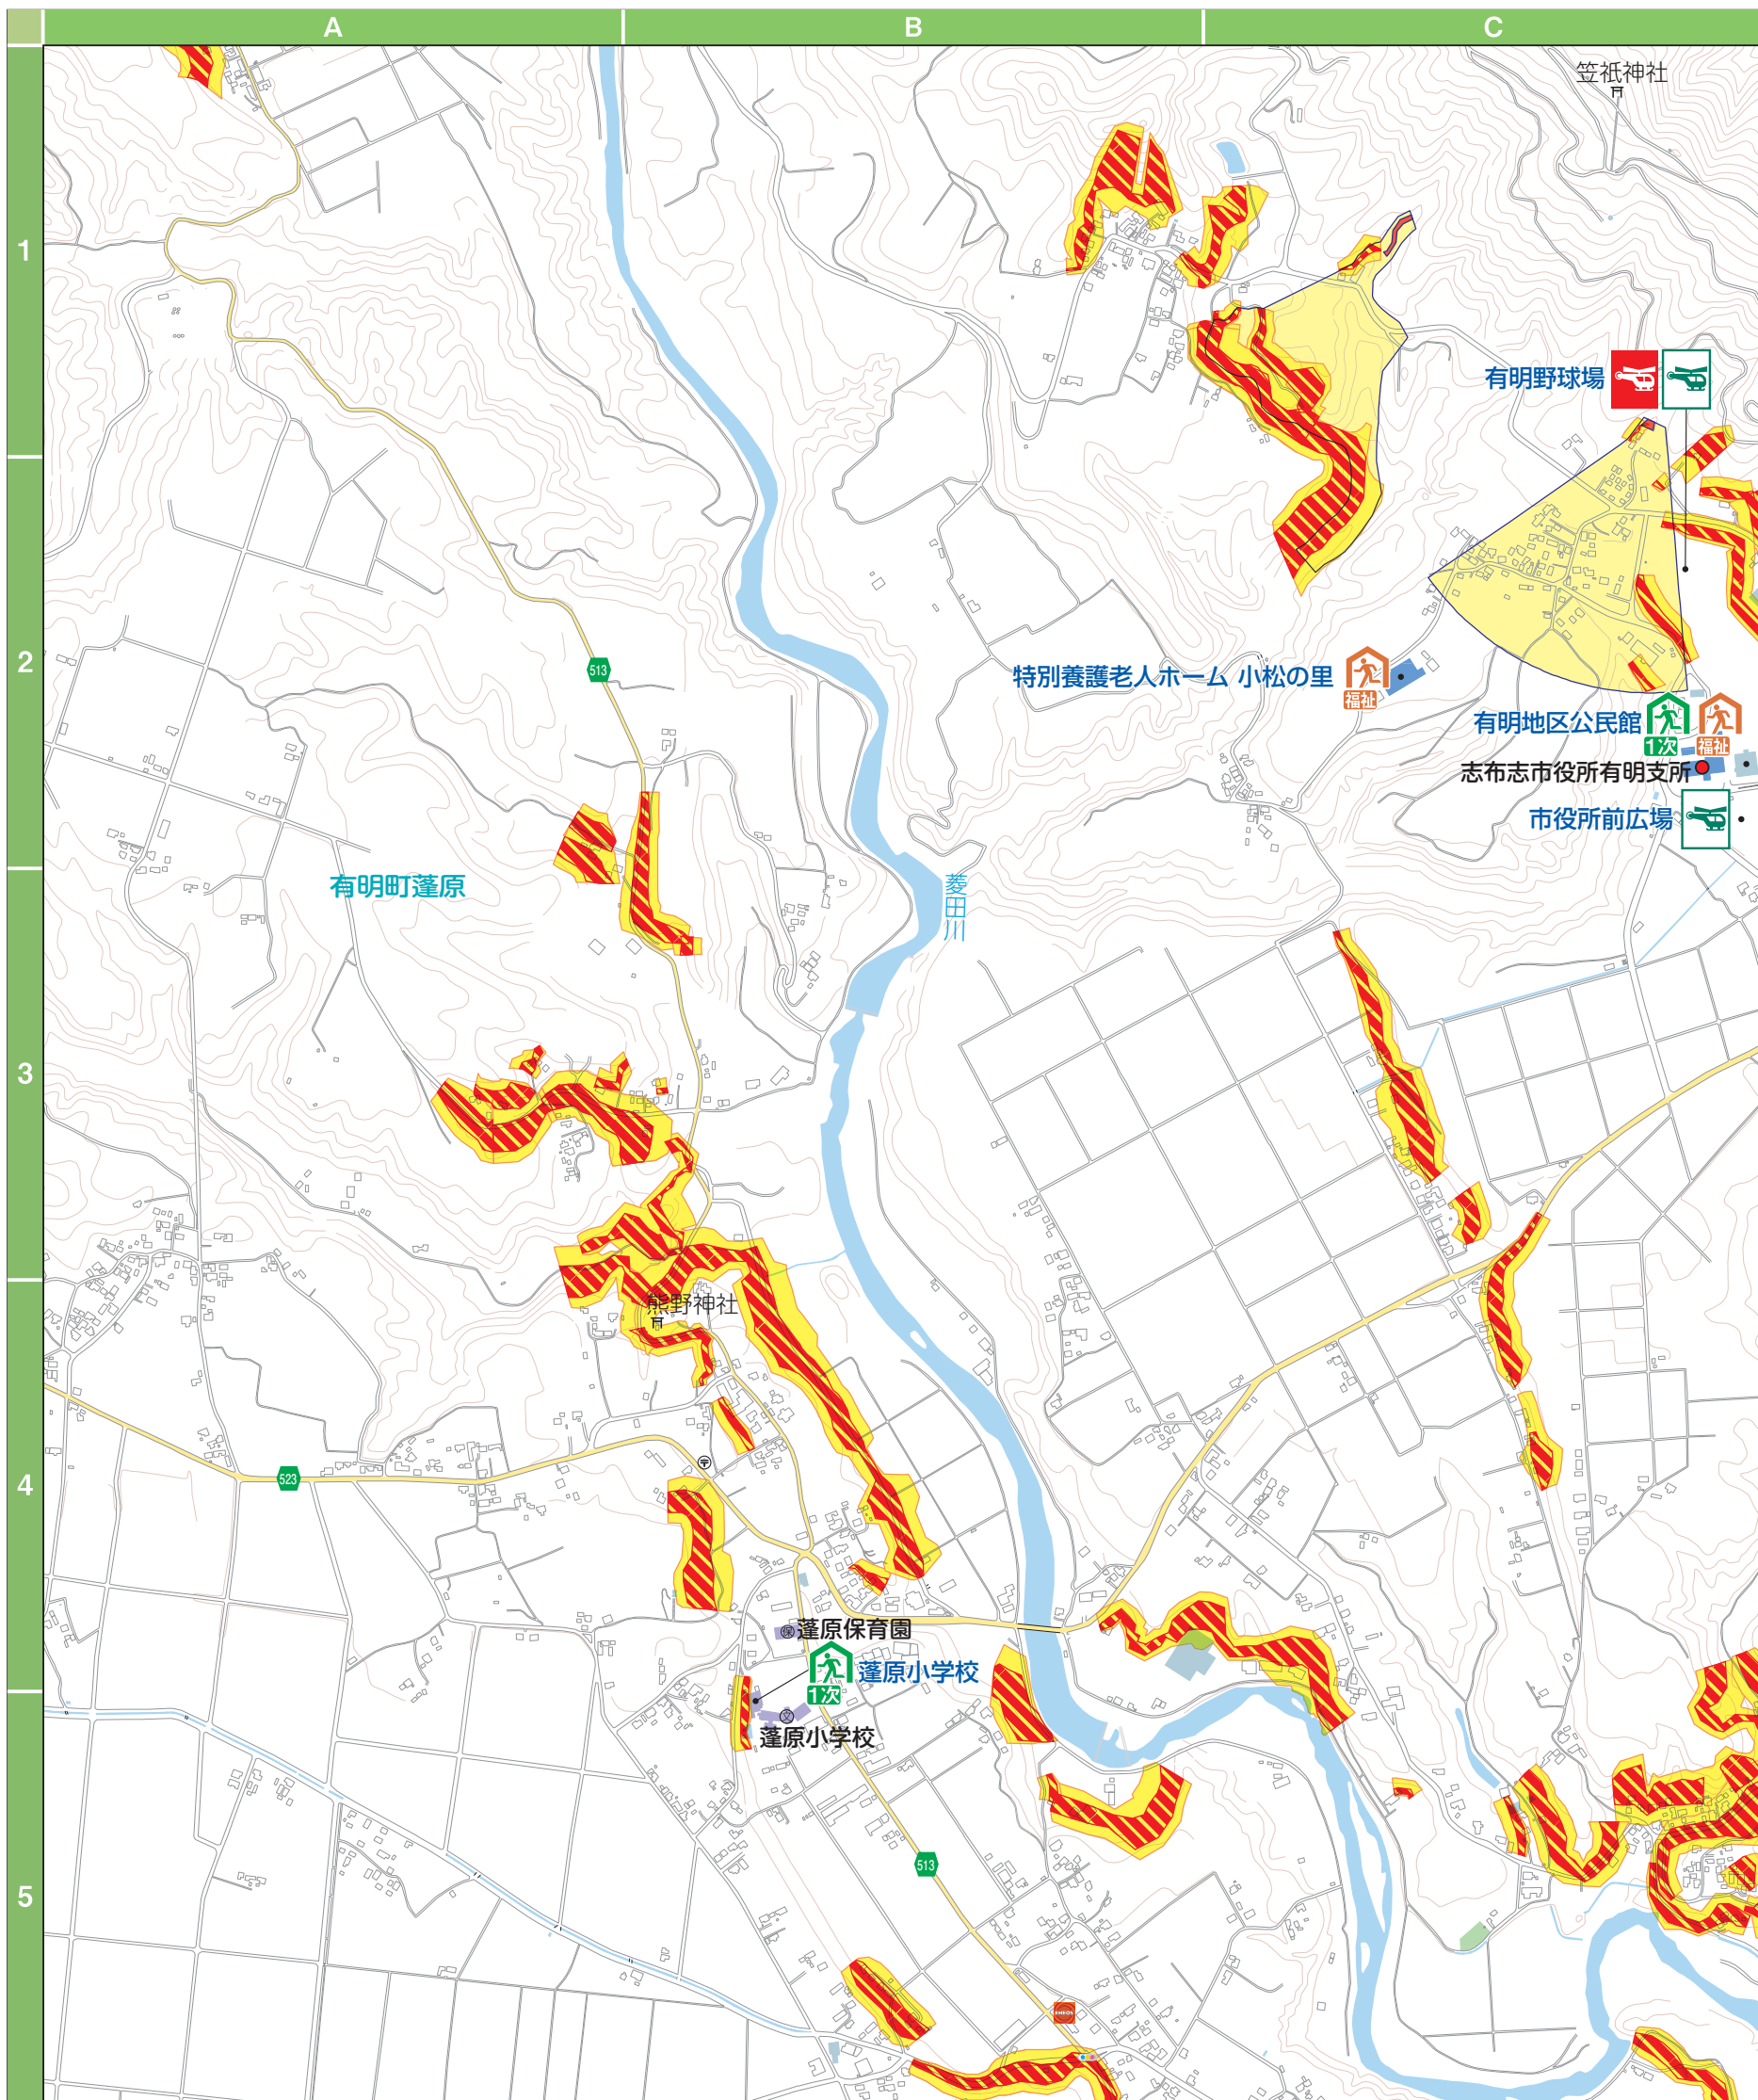 A
B
C
笠祇神社
1
有明野球場
513
2
特別養護老人ホーム 小松の里
福祉
有明地区公民館
1次
福祉
志布志市役所有明支所
市役所前広場
有明町蓬原
菱田川
3
熊野神社
523
4
蓬原保育園
蓬原小学校
1次
文
蓬原小学校
513
5
ENEOS